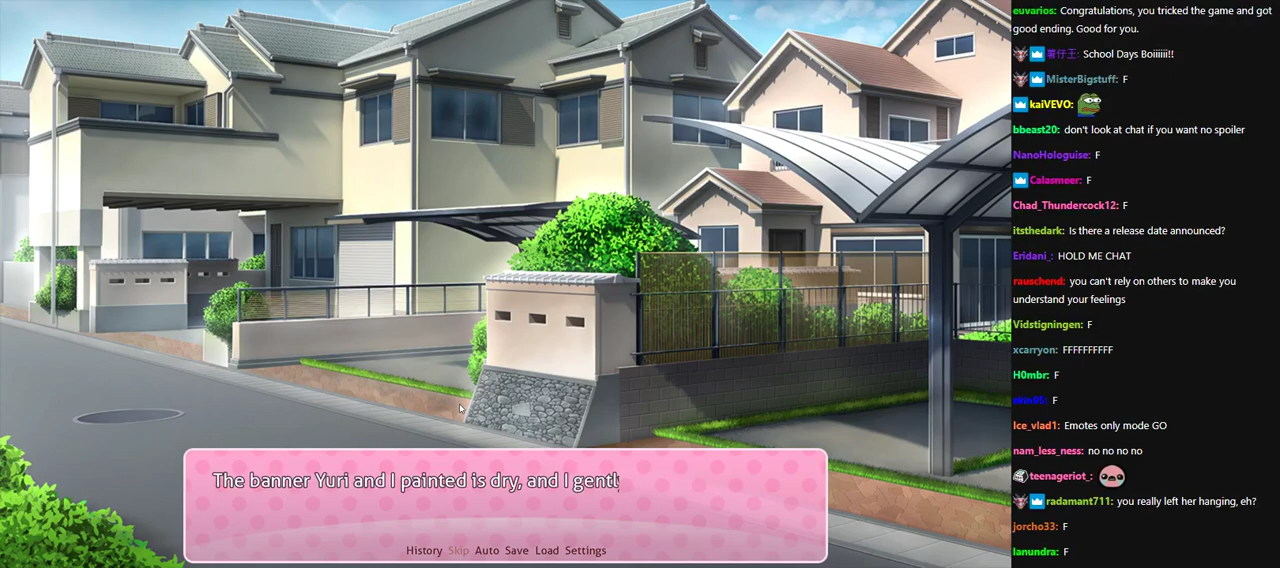 The banner Yuri and I painted is dry, and I gentl
History Skip Auto Save Load Settings
euvarios: Congratulations, you tricked the game and got
good ending. Good for you.
薯仔王: School Days Boiiiiii!!
MisterBigstuff: F
kaiVEVO:
bbeast20: don't look at chat if you want no spoiler
NanoHologuise: F
Calasmeer: F
Chad_Thundercock12: F
itsthedark: Is there a release date announced?
Eridani_: HOLD ME CHAT
rauschend: you can't rely on others to make you
understand your feelings
Vidstigningen: F
xcarryon: FFFFFFFFFF
H0mbr: F
: F
Ice_vlad1: Emotes only mode GO
nam_less_ness: no no no no
teenageriot_:
radamant711: you really left her hanging, eh?
jorcho33: F
lanundra: F